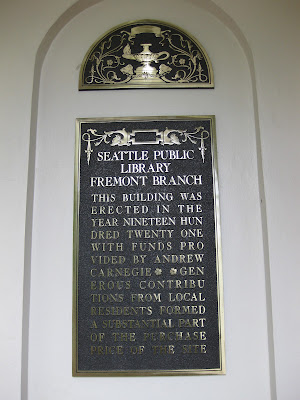 SEATTLE PUBLIC
LIBRARY
FREMONT BRANCH
THIS BUILDING WAS
ERECTED IN THE
YEAR NINETEEN HUN
DRED TWENTY ONE
WITH FUNDS PRO
VIDED BY ANDREW
CARNEGIE GEN
EROUS CONTRIBU
TIONS FROM LOCAL
RESIDENTS FORMED
A SUBSTANTIAL PART
OF THE PURCHASE
PRICE OF THE SITE